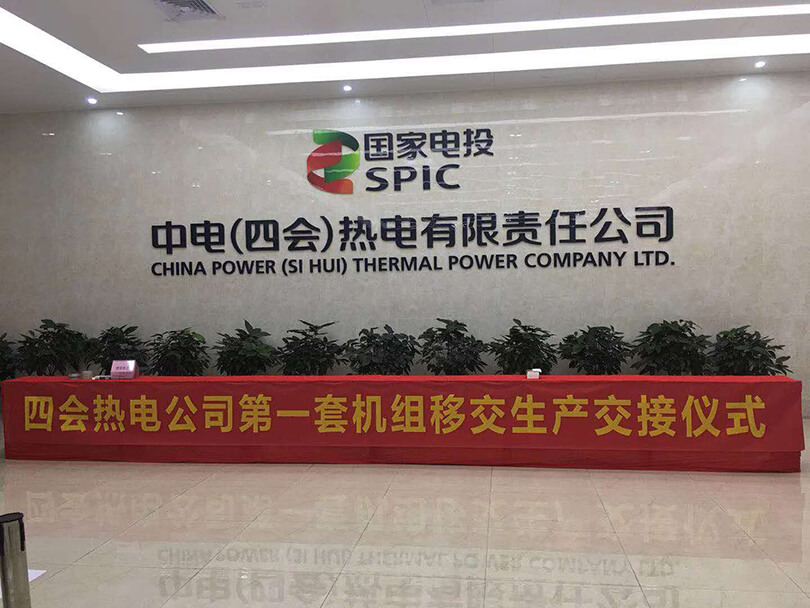 国家电投
SPIC
中电(四会)热电有限责任公司
CHINA POWER (SI HUI) THERMAL POWER COMPANY LTD.
四会热电公司第一套机组移交生产交接仪式